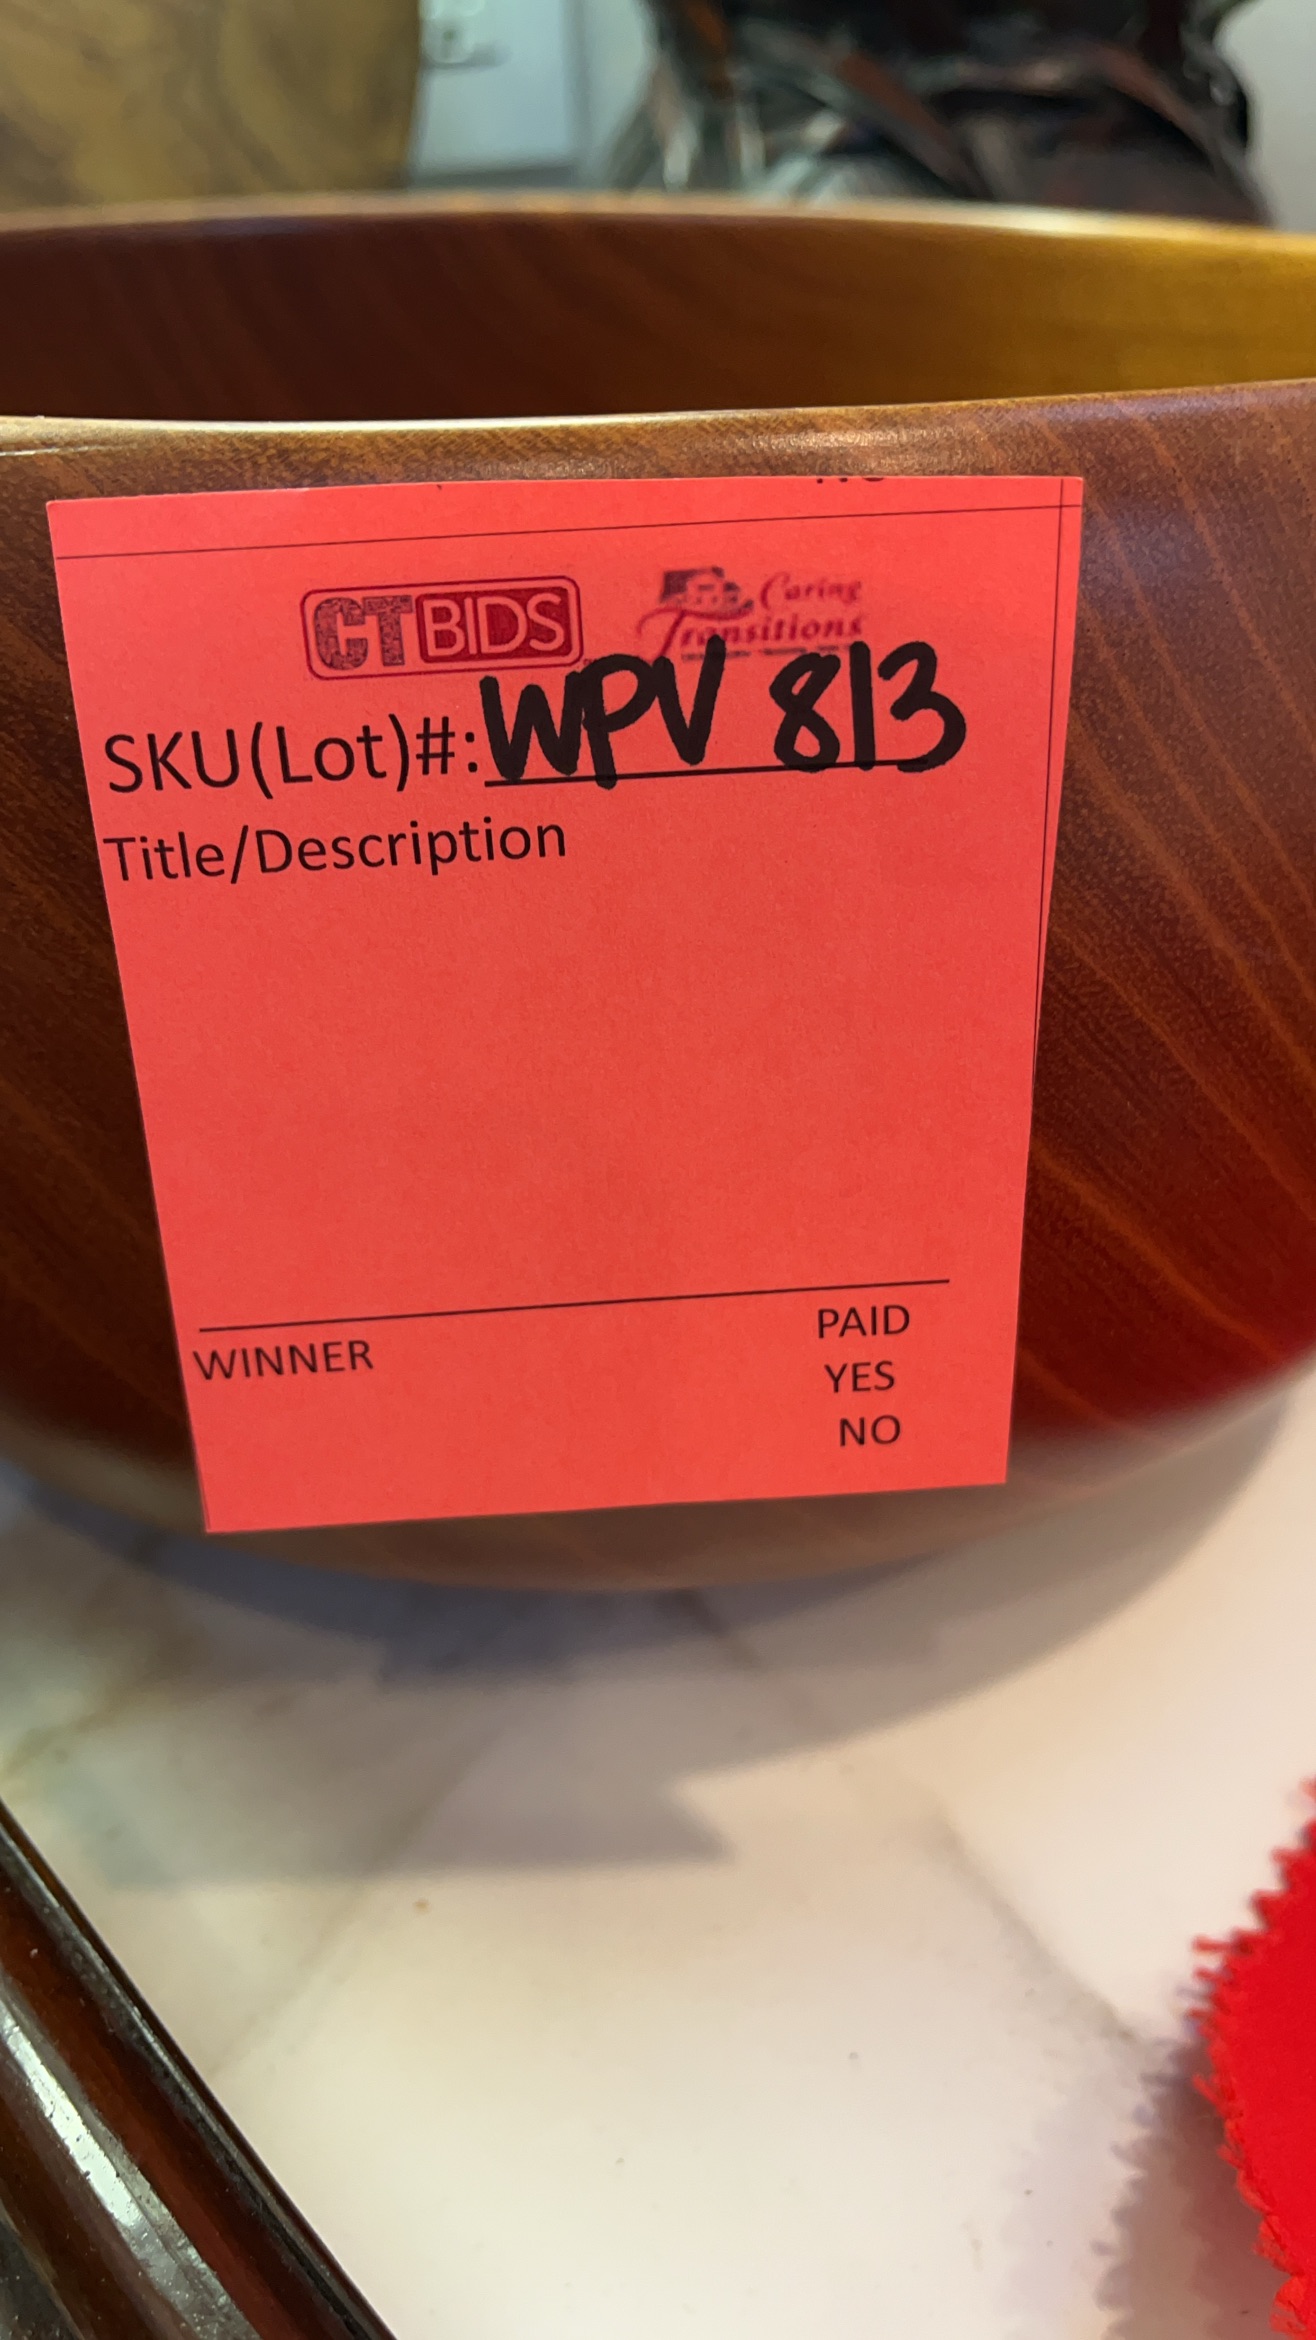 CTBIDS
Caring
Transitions
SKU(Lot)#: WPV 813
Title/Description
PAID
WINNER
YES
NO